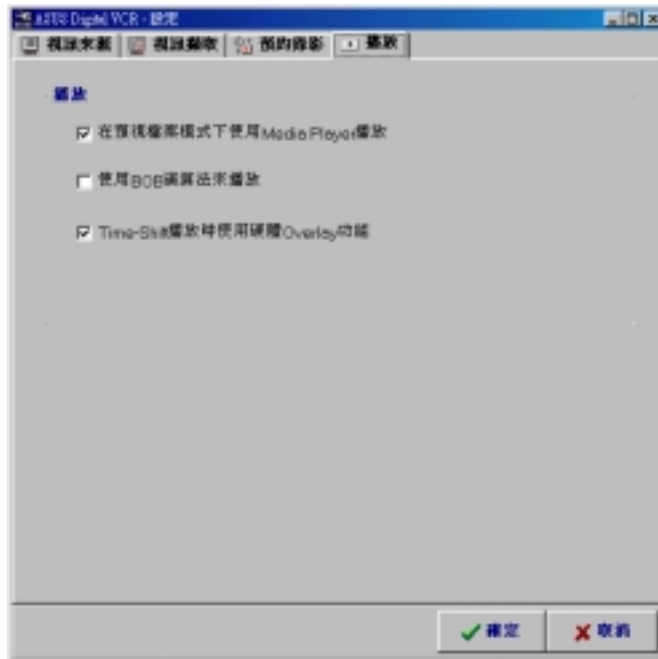 ASUS Digital VCR - 設定
視訊來源 視訊擷取 預約錄影 播放
播放
在預視檔案模式下使用Media Player播放
使用BOB演算法來播放
Time-Shift播放時使用硬體Overlay功能
確定 取消